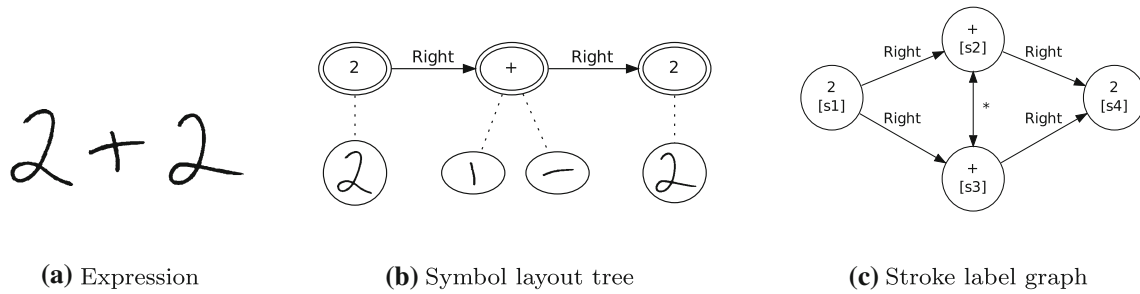 2 + 2
(a) Expression
2 Right + Right 2
2 1 − 2
(b) Symbol layout tree
+
[s2]
Right Right
2
[s1]
*
2
[s4]
Right Right
+
[s3]
(c) Stroke label graph